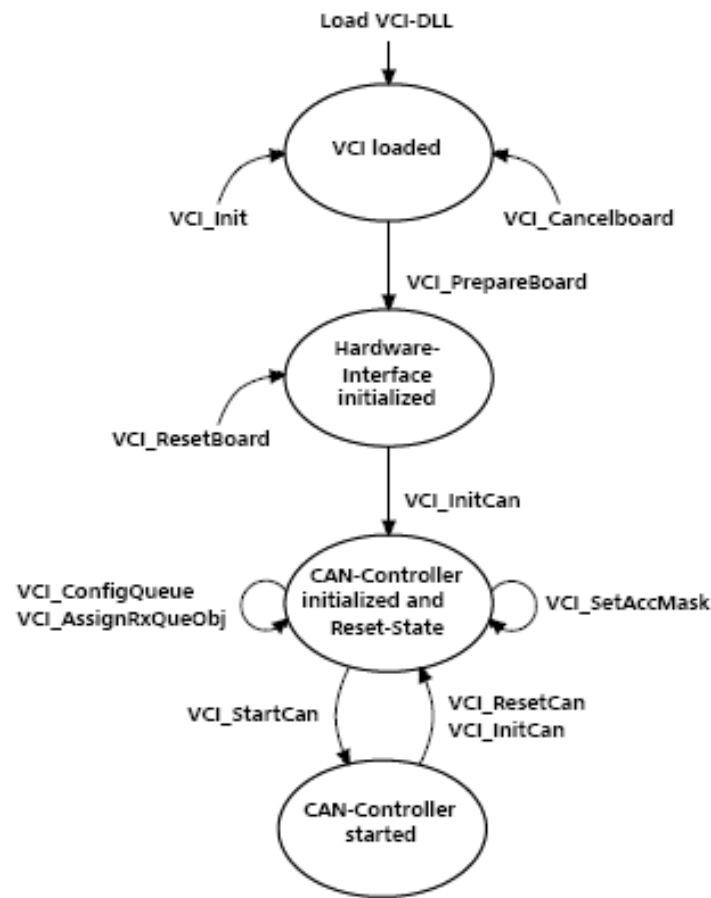 Load VCI-DLL
VCI loaded
VCI_Init
VCI_Cancelboard
VCI_PrepareBoard
Hardware-
Interface
initialized
VCI_ResetBoard
VCI_InitCan
CAN-Controller
initialized and
Reset-State
VCI_ConfigQueue
VCI_AssignRxQueObj
VCI_SetAccMask
VCI_StartCan
VCI_ResetCan
VCI_InitCan
CAN-Controller
started